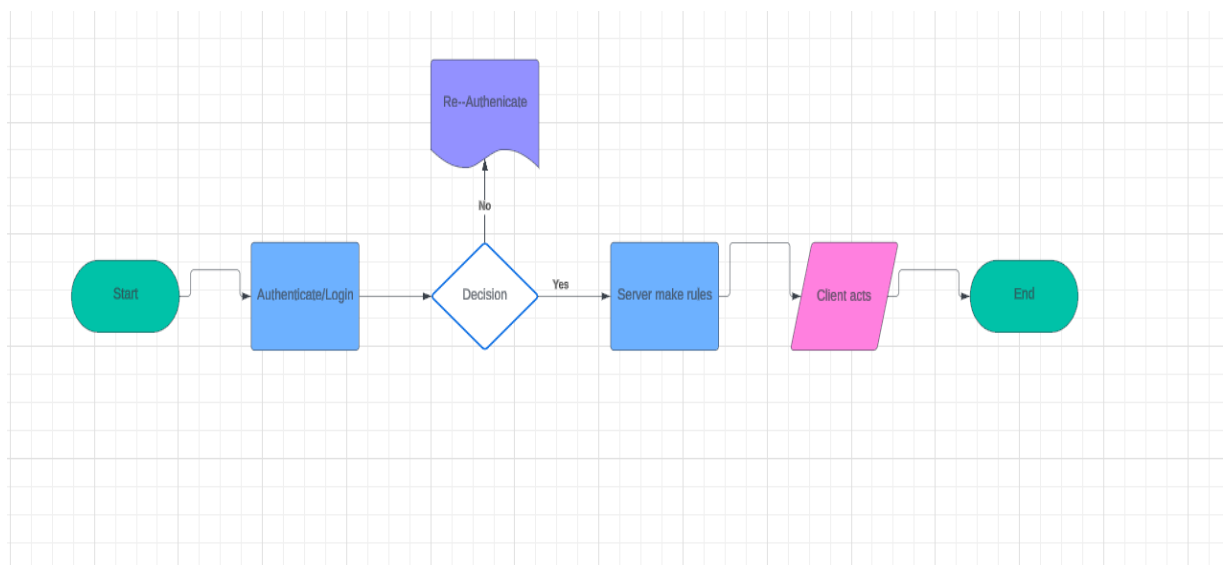 Re--Authenicate
No
Start
Authenticate/Login
Decision
Yes
Server make rules
Client acts
End